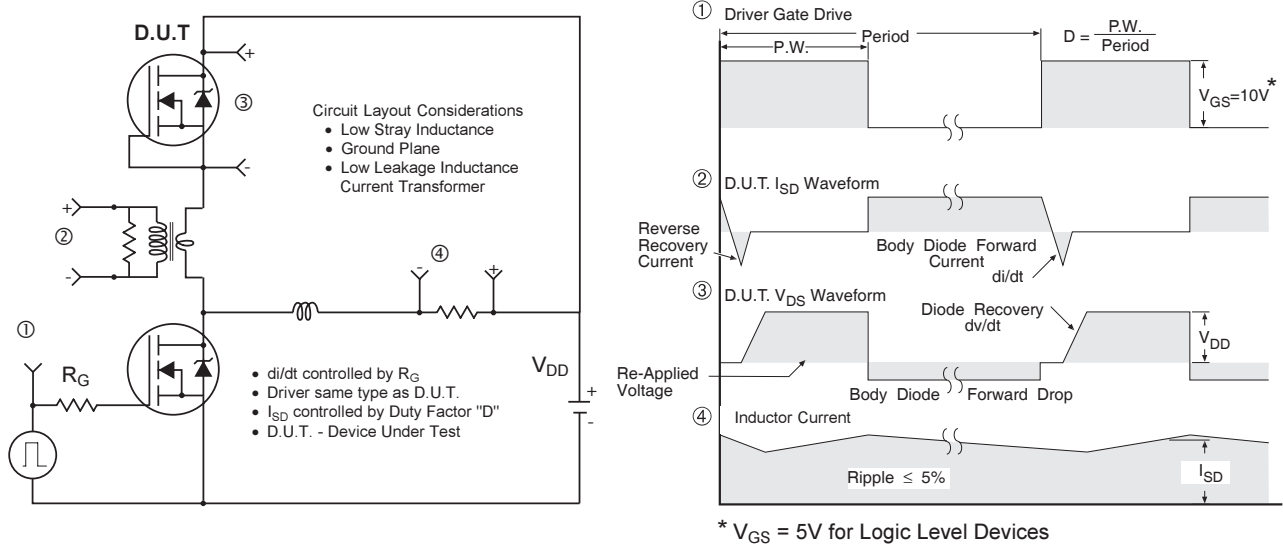 D.U.T
+
③
-
Circuit Layout Considerations
• Low Stray Inductance
• Ground Plane
• Low Leakage Inductance
Current Transformer
+
②
-
④
- +
①
R_G
V_DD
+
-
• di/dt controlled by R_G
• Driver same type as D.U.T.
• I_SD controlled by Duty Factor "D"
• D.U.T. - Device Under Test
① Driver Gate Drive
Period
P.W.
D = P.W. / Period
V_GS=10V *
② D.U.T. I_SD Waveform
Reverse
Recovery
Current
Body Diode Forward
Current
di/dt
③ D.U.T. V_DS Waveform
Diode Recovery
dv/dt
V_DD
Re-Applied
Voltage
Body Diode Forward Drop
④ Inductor Current
Ripple ≤ 5%
I_SD
* V_GS = 5V for Logic Level Devices